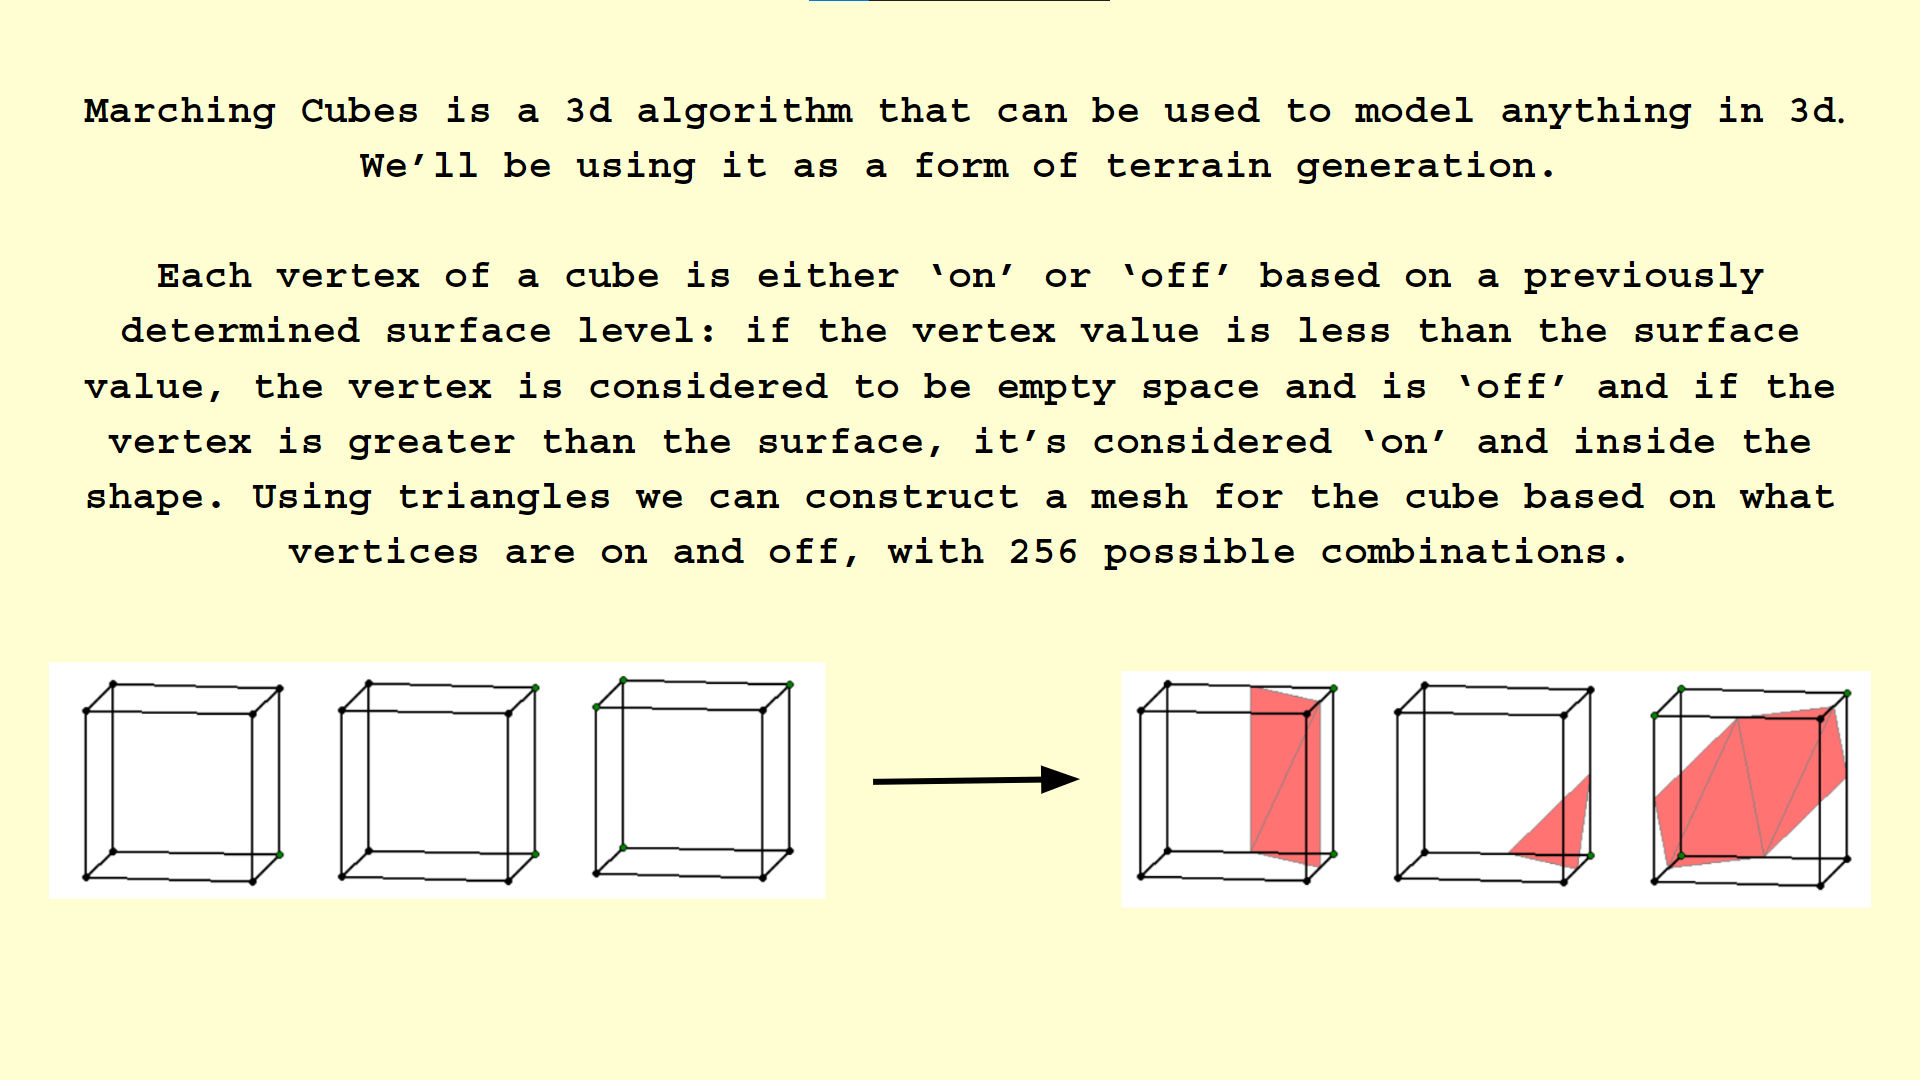 Marching Cubes is a 3d algorithm that can be used to model anything in 3d.
We’ll be using it as a form of terrain generation.
Each vertex of a cube is either ‘on’ or ‘off’ based on a previously
determined surface level: if the vertex value is less than the surface
value, the vertex is considered to be empty space and is ‘off’ and if the
vertex is greater than the surface, it’s considered ‘on’ and inside the
shape. Using triangles we can construct a mesh for the cube based on what
vertices are on and off, with 256 possible combinations.